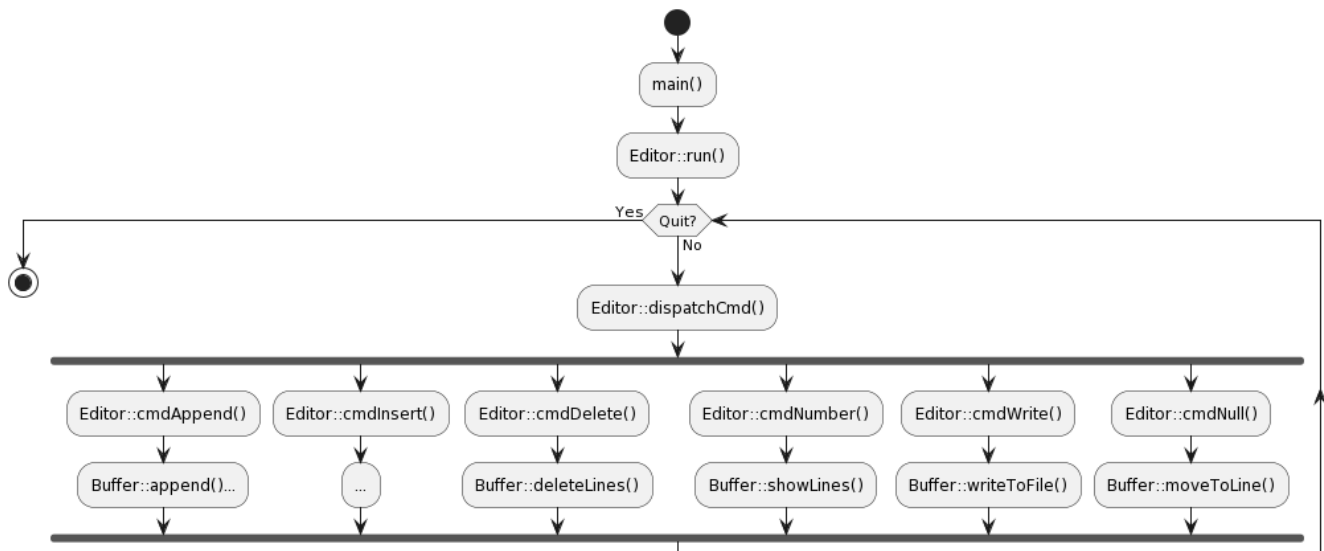 main()
Editor::run()
Yes
Quit?
No
Editor::dispatchCmd()
Editor::cmdAppend()
Editor::cmdInsert()
Editor::cmdDelete()
Editor::cmdNumber()
Editor::cmdWrite()
Editor::cmdNull()
Buffer::append()...
...
Buffer::deleteLines()
Buffer::showLines()
Buffer::writeToFile()
Buffer::moveToLine()